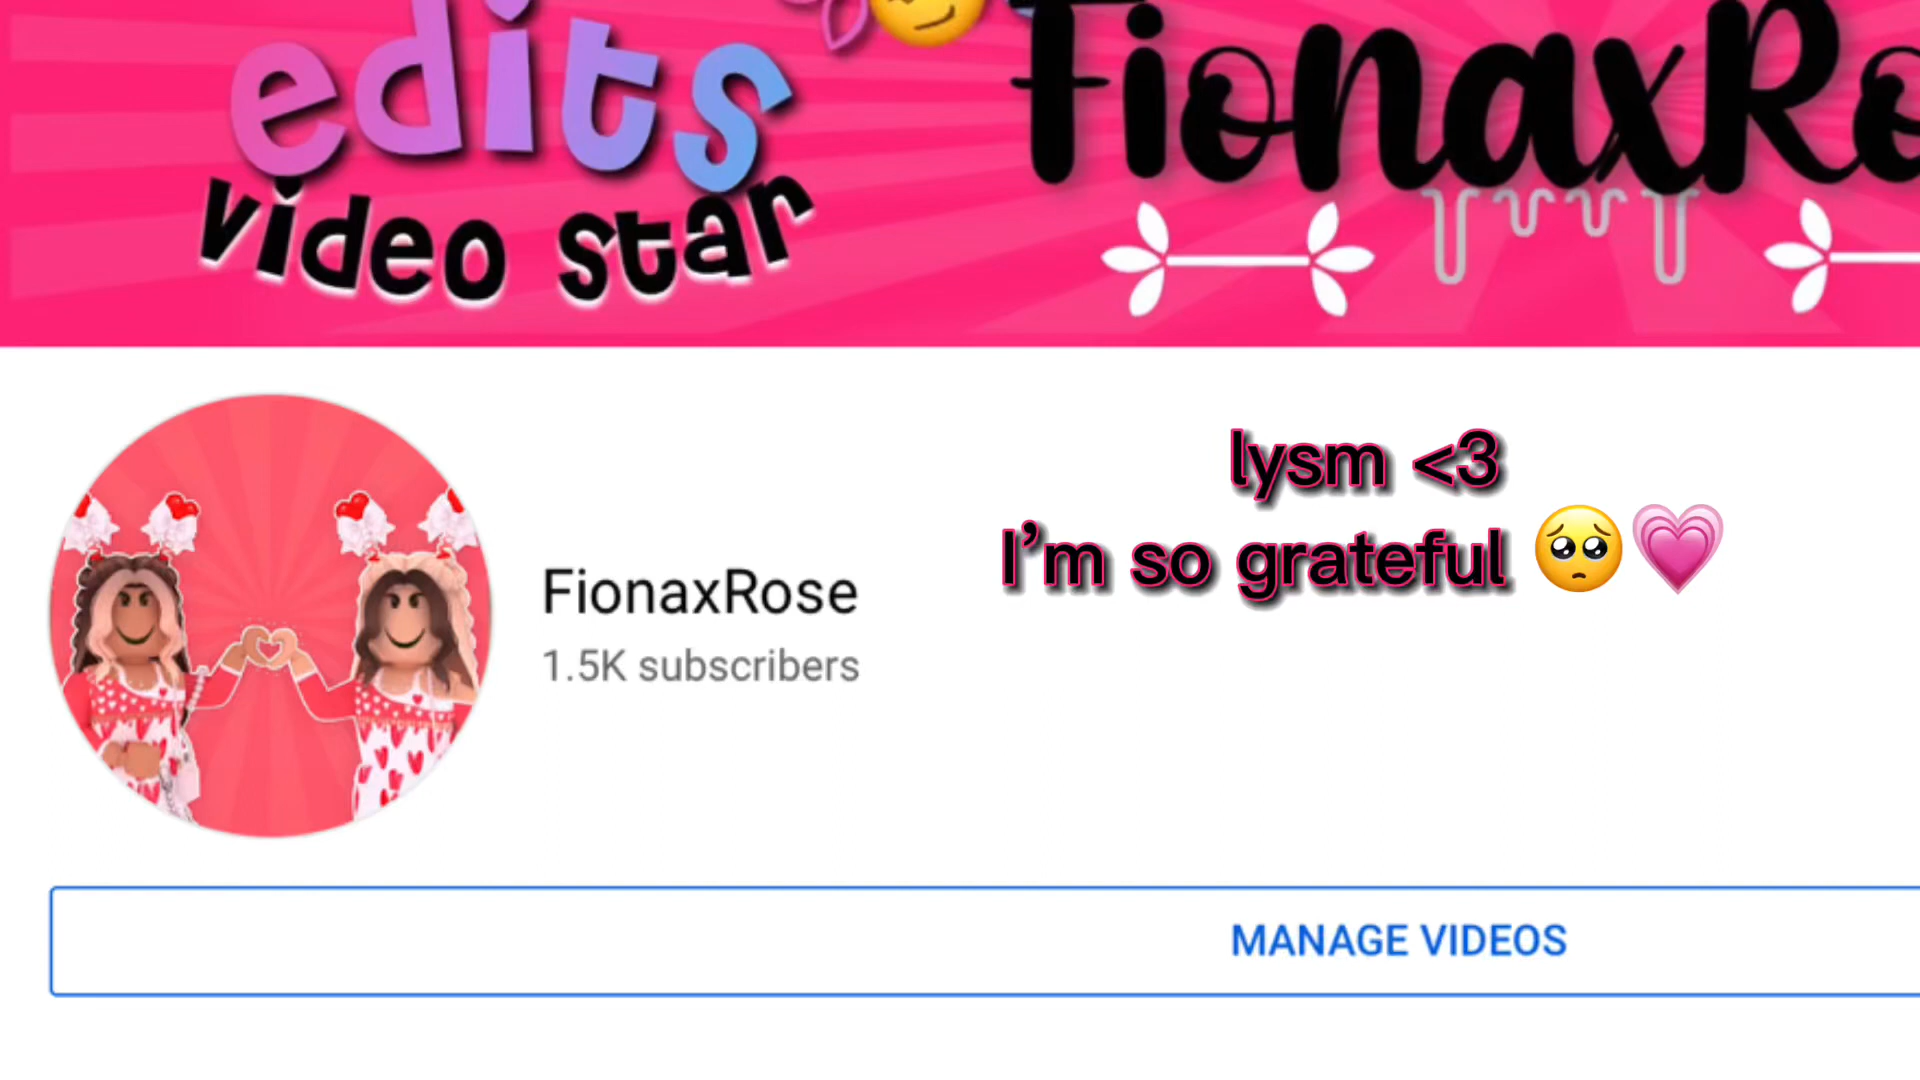 edits
video star
FionaxRo
lysm <3
I'm so grateful 🥺💗
FionaxRose
1.5K subscribers
MANAGE VIDEOS